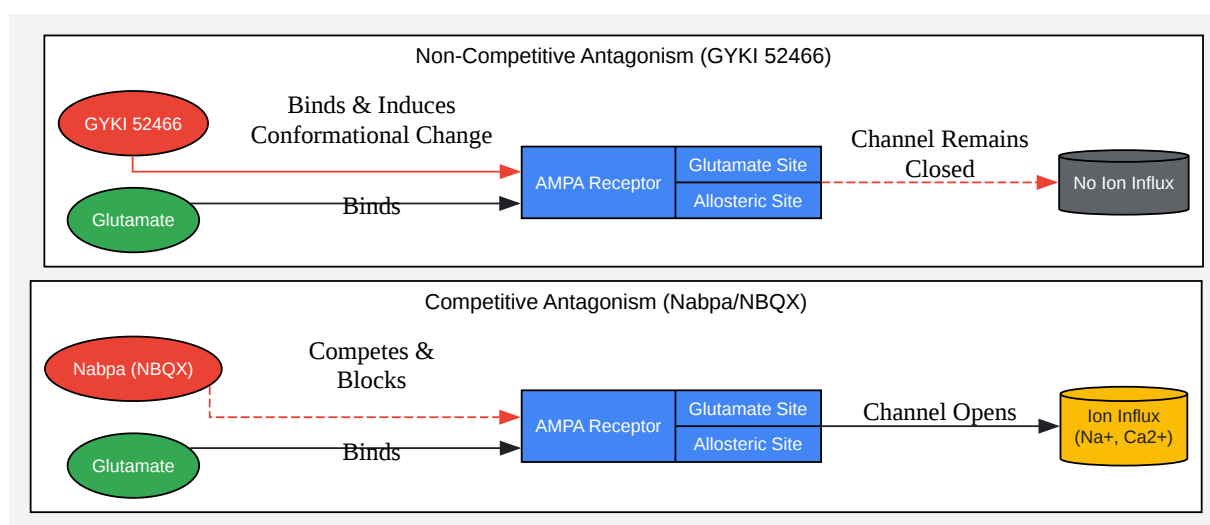 Non-Competitive Antagonism (GYKI 52466)
GYKI 52466
Binds & Induces
Conformational Change
Glutamate
Binds
AMPA Receptor
Glutamate Site
Allosteric Site
Channel Remains
Closed
No Ion Influx
Competitive Antagonism (Nabpa/NBQX)
Nabpa (NBQX)
Competes &
Blocks
Glutamate
Binds
AMPA Receptor
Glutamate Site
Allosteric Site
Channel Opens
Ion Influx
(Na+, Ca2+)